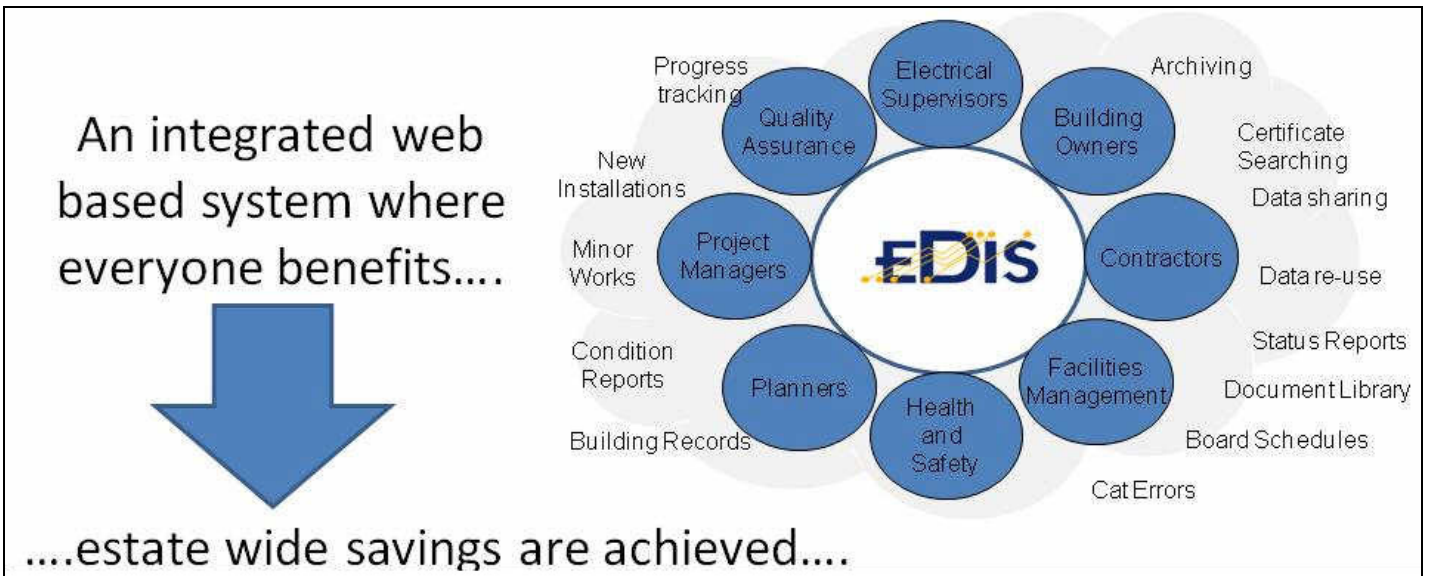 An integrated web
based system where
everyone benefits....
....estate wide savings are achieved....
Progress
tracking
New
Installations
Minor
Works
Condition
Reports
Building Records
Electrical
Supervisors
Quality
Assurance
Building
Owners
Project
Managers
eDIS
Contractors
Planners
Facilities
Management
Health
and
Safety
Archiving
Certificate
Searching
Data sharing
Data re-use
Status Reports
Document Library
Board Schedules
Cat Errors